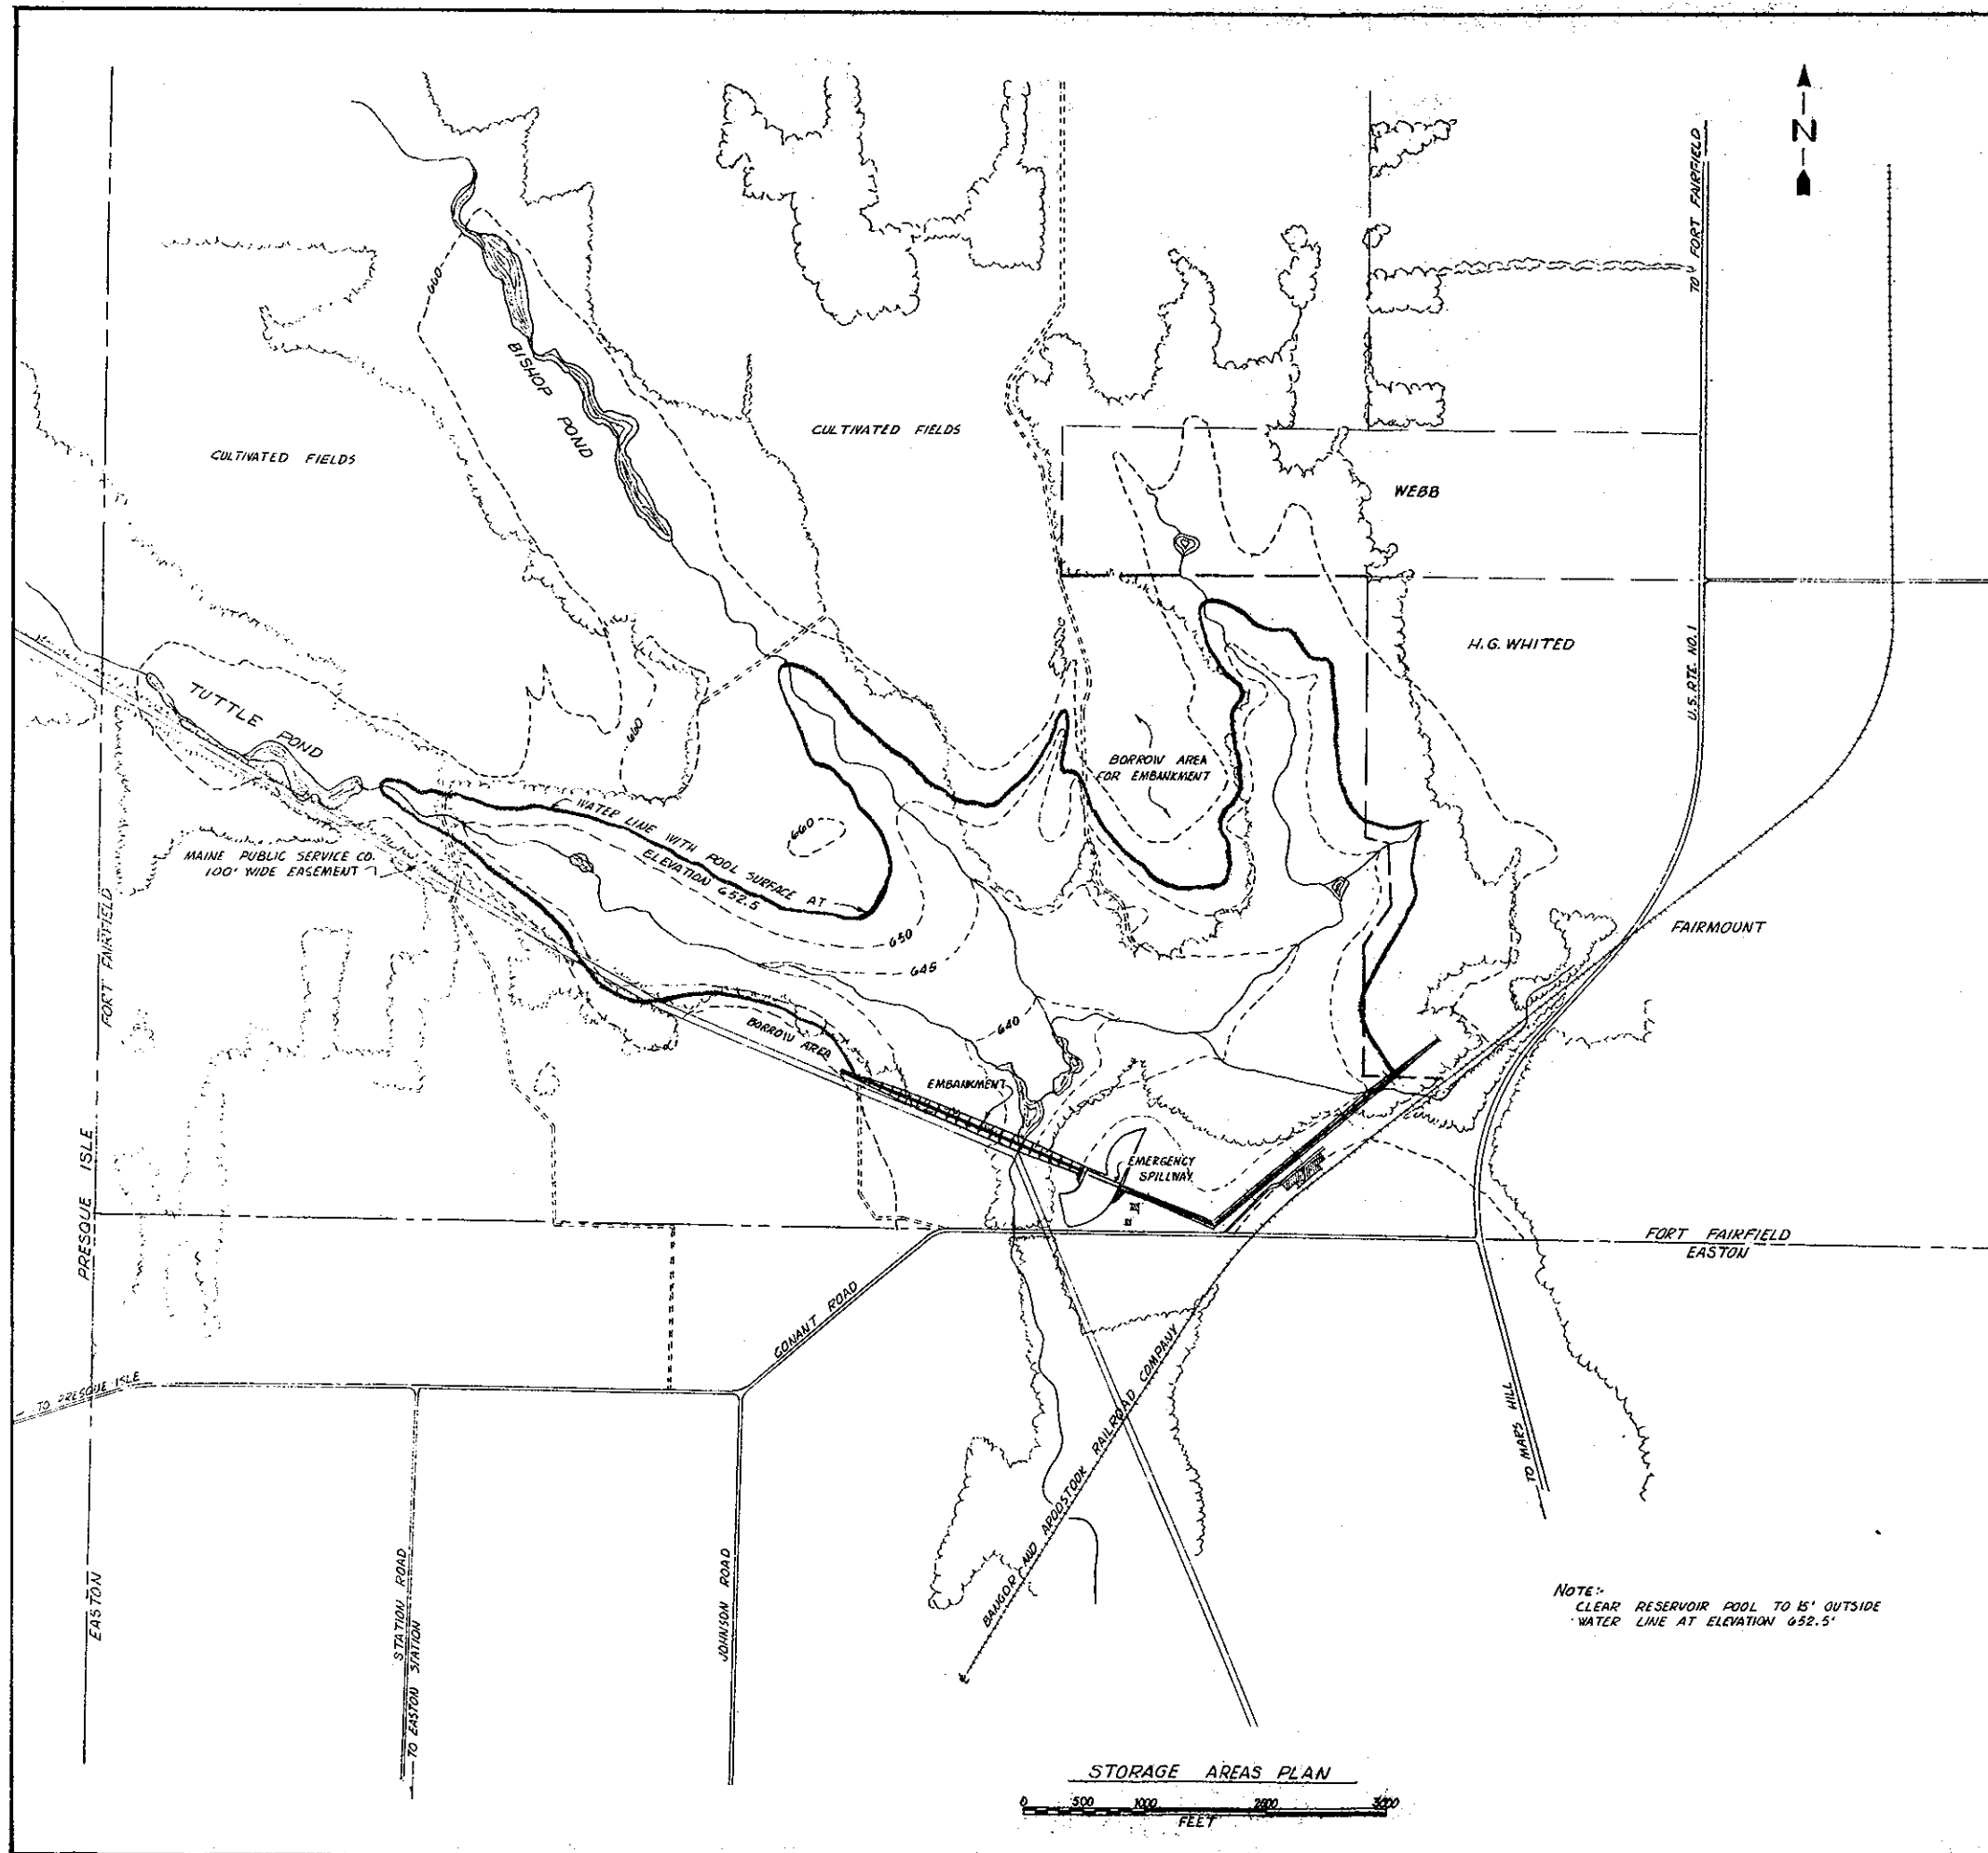 N
TO FORT FAIRFIELD
660
BISHOP POND
CULTIVATED FIELDS
CULTIVATED FIELDS
WEBB
H.G. WHITED
U.S. RTE. NO. 1
TUTTLE POND
660
BORROW AREA
FOR EMBANKMENT
WATER LINE WITH POOL SURFACE AT
ELEVATION 652.5
660
MAINE PUBLIC SERVICE CO.
100' WIDE EASEMENT
650
645
FAIRMOUNT
FORT FAIRFIELD
PRESQUE ISLE
640
BORROW AREA
EMBANKMENT
EMERGENCY
SPILLWAY
FORT FAIRFIELD
EASTON
CONANT ROAD
TO PRESQUE ISLE
BANGOR AND AROOSTOOK RAILROAD COMPANY
TO MARS HILL
EASTON
STATION ROAD
TO EASTON STATION
JOHNSON ROAD
NOTE:-
CLEAR RESERVOIR POOL TO 15' OUTSIDE
WATER LINE AT ELEVATION 652.5'
STORAGE AREAS PLAN
0 500 1000 2000 3000
FEET